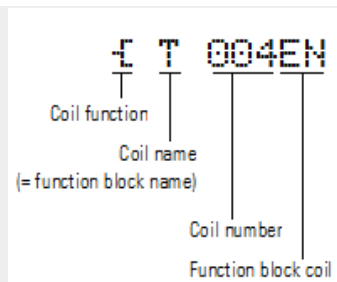 Ɛ T 004EN
Coil function
Coil name
(= function block name)
Coil number
Function block coil